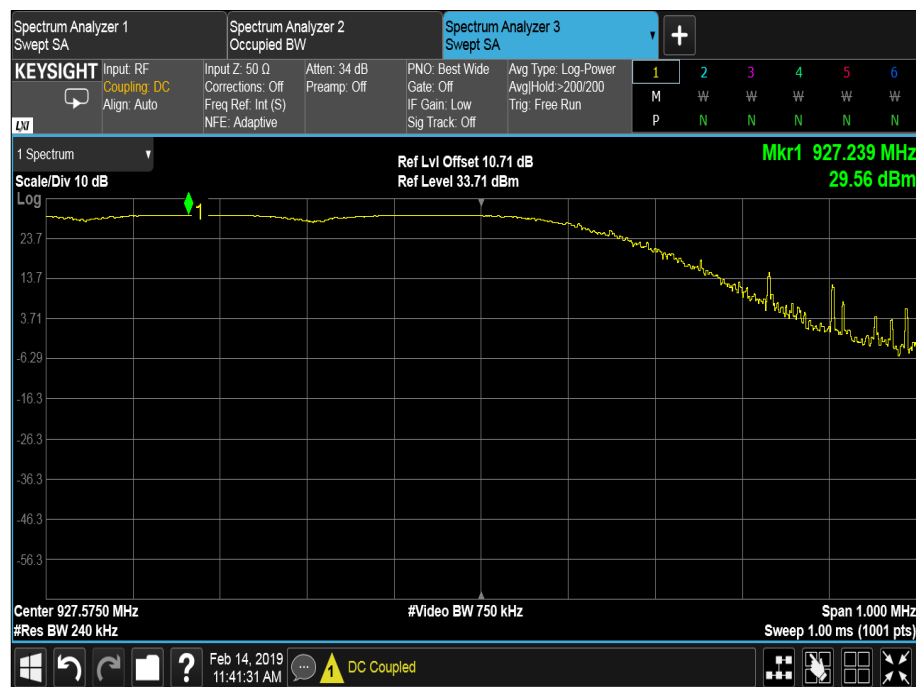 Spectrum Analyzer 1
Swept SA
Spectrum Analyzer 2
Occupied BW
Spectrum Analyzer 3
Swept SA
+
KEYSIGHT
LXI
Input: RF
Coupling: DC
Align: Auto
Input Z: 50 Ω
Corrections: Off
Freq Ref: Int (S)
NFE: Adaptive
Atten: 34 dB
Preamp: Off
PNO: Best Wide
Gate: Off
IF Gain: Low
Sig Track: Off
Avg Type: Log-Power
Avg|Hold:>200/200
Trig: Free Run
1 2 3 4 5 6
M W W W W W
P N N N N N
1 Spectrum
Scale/Div 10 dB
Log
Ref Lvl Offset 10.71 dB
Ref Level 33.71 dBm
Mkr1 927.239 MHz
29.56 dBm
1
23.7
13.7
3.71
-6.29
-16.3
-26.3
-36.3
-46.3
-56.3
Center 927.5750 MHz
#Res BW 240 kHz
#Video BW 750 kHz
Span 1.000 MHz
Sweep 1.00 ms (1001 pts)
?
Feb 14, 2019
11:41:31 AM
1
DC Coupled